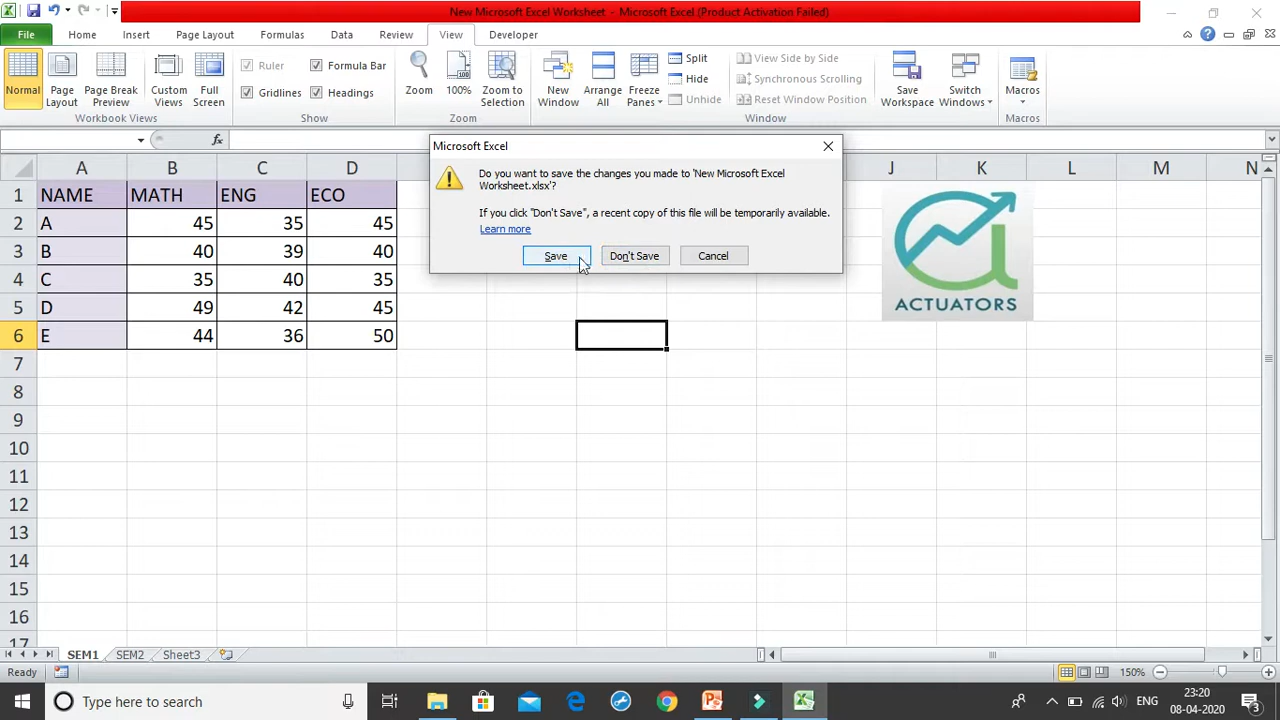 New Microsoft Excel Worksheet - Microsoft Excel (Product Activation Failed)
File Home Insert Page Layout Formulas Data Review View Developer
Normal
Page Layout
Page Break Preview
Custom Views
Full Screen
Workbook Views
Ruler
Formula Bar
Gridlines
Headings
Show
Zoom
100
100%
Zoom to Selection
Zoom
New Window
Arrange All
Freeze Panes
Split
Hide
Unhide
View Side by Side
Synchronous Scrolling
Reset Window Position
Window
Save Workspace
Switch Windows
Macros
Macros
fx
Microsoft Excel
Do you want to save the changes you made to 'New Microsoft Excel
Worksheet.xlsx'?
If you click "Don't Save", a recent copy of this file will be temporarily available.
Learn more
Save Don't Save Cancel
A B C D J K L M N
1 NAME MATH ENG ECO
2 A 45 35 45
3 B 40 39 40
4 C 35 40 35
5 D 49 42 45
6 E 44 36 50
ACTUATORS
7
8
9
10
11
12
13
14
15
16
17
SEM1 SEM2 Sheet3
Ready
150%
Type here to search
ENG
23:20
08-04-2020
3